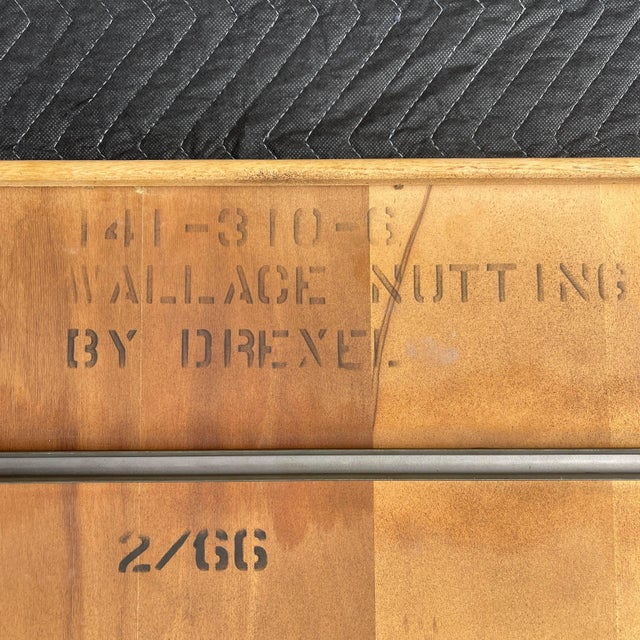 141-310-6
WALLACE NUTTING
BY DREXEL
2/66